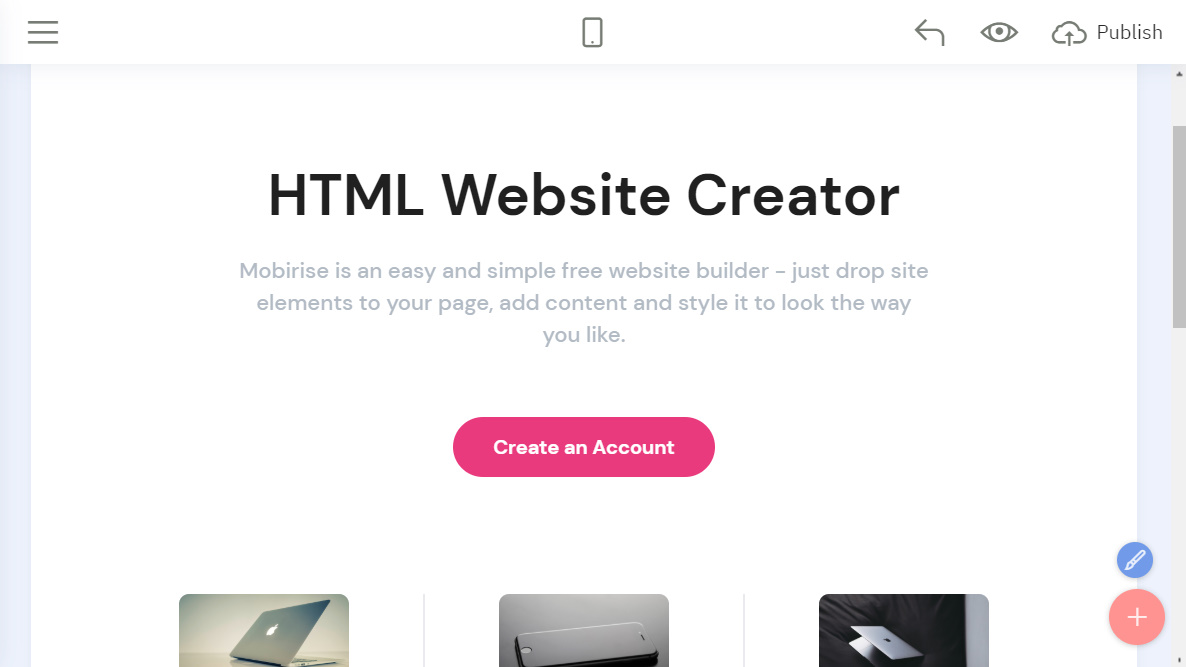 Publish
HTML Website Creator
Mobirise is an easy and simple free website builder - just drop site
elements to your page, add content and style it to look the way
you like.
Create an Account